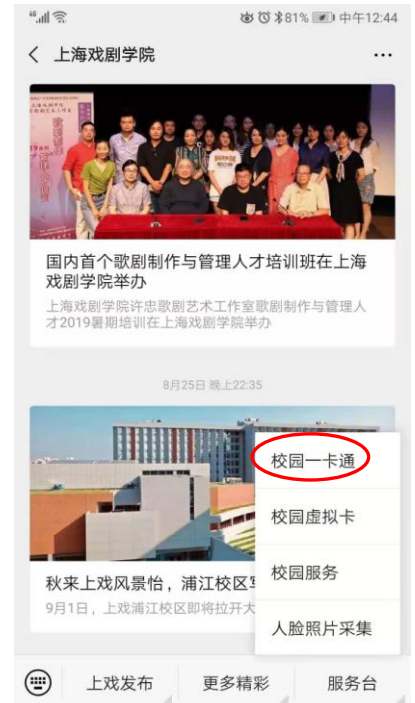 46
81% 中午12:44
上海戏剧学院
国内首个歌剧制作与管理人才培训班在上海
戏剧学院举办
上海戏剧学院许忠歌剧艺术工作室歌剧制作与管理人
才2019暑期培训在上海戏剧学院举办
8月25日 晚上22:35
校园一卡通
校园虚拟卡
校园服务
人脸照片采集
秋来上戏风景怡，浦江校区
9月1日，上戏浦江校区即将拉开大
上戏发布
更多精彩
服务台